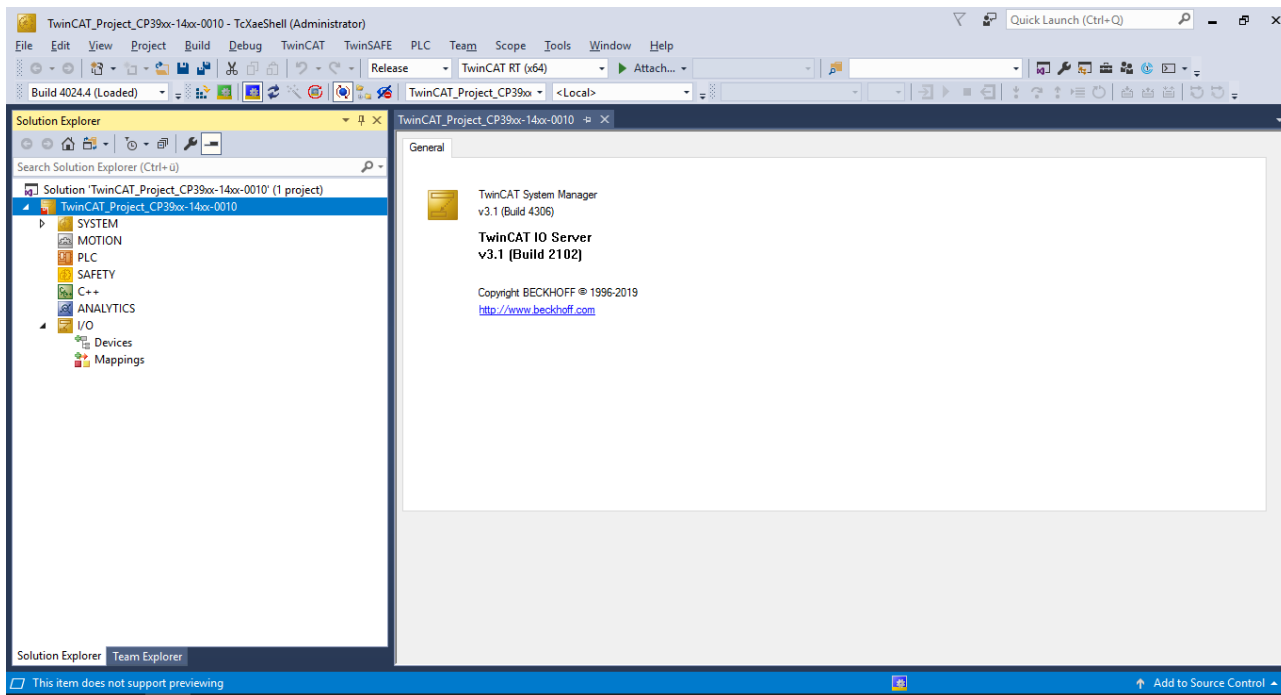 TwinCAT_Project_CP39xx-14xx-0010 - TcXaeShell (Administrator)
Quick Launch (Ctrl+Q)
File Edit View Project Build Debug TwinCAT TwinSAFE PLC Team Scope Tools Window Help
Release TwinCAT RT (x64) Attach...
Build 4024.4 (Loaded) TwinCAT_Project_CP39xx <Local>
Solution Explorer
TwinCAT_Project_CP39xx-14xx-0010
General
Search Solution Explorer (Ctrl+ü)
Solution 'TwinCAT_Project_CP39xx-14xx-0010' (1 project)
TwinCAT_Project_CP39xx-14xx-0010
SYSTEM
MOTION
PLC
SAFETY
C++
ANALYTICS
I/O
Devices
Mappings
TwinCAT System Manager
v3.1 (Build 4306)
TwinCAT IO Server
v3.1 (Build 2102)
Copyright BECKHOFF © 1996-2019
http://www.beckhoff.com
Solution Explorer Team Explorer
This item does not support previewing
Add to Source Control